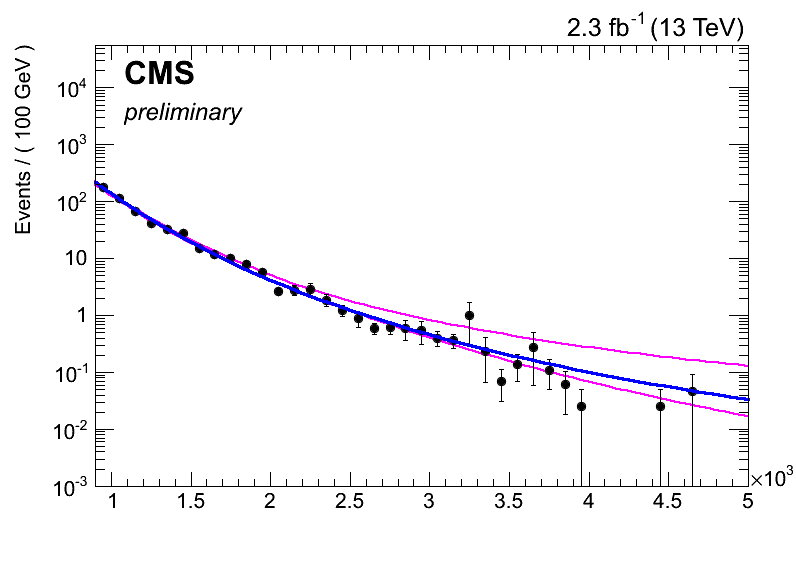 2.3 fb⁻¹ (13 TeV)
CMS
preliminary
Events / ( 100 GeV )
10⁴
10³
10²
10
1
10⁻¹
10⁻²
10⁻³
1 1.5 2 2.5 3 3.5 4 4.5 5
×10³